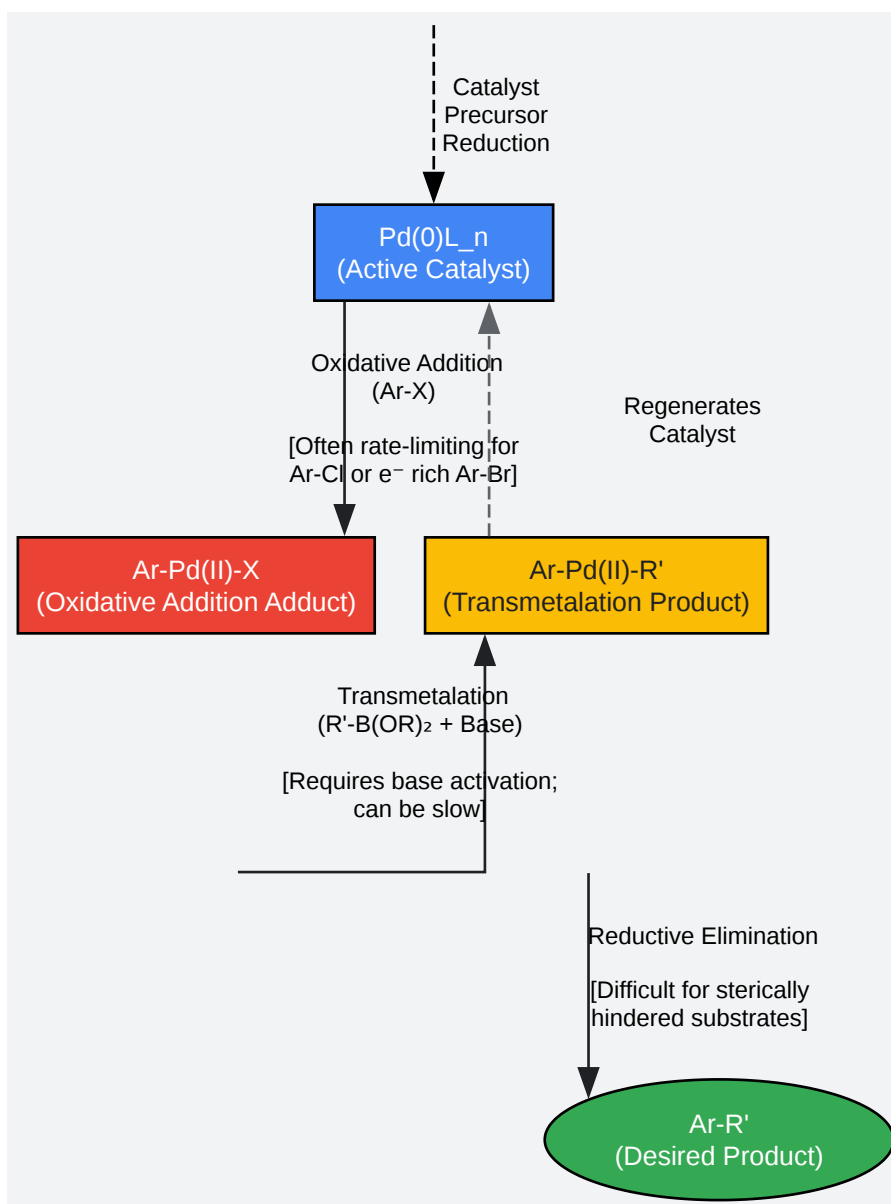 Catalyst
Precursor
Reduction
Pd(0)L_n
(Active Catalyst)
Oxidative Addition
(Ar-X)
[Often rate-limiting for
Ar-Cl or e⁻ rich Ar-Br]
Regenerates
Catalyst
Ar-Pd(II)-X
(Oxidative Addition Adduct)
Ar-Pd(II)-R'
(Transmetalation Product)
Transmetalation
(R'-B(OR)₂ + Base)
[Requires base activation;
can be slow]
Reductive Elimination
[Difficult for sterically
hindered substrates]
Ar-R'
(Desired Product)